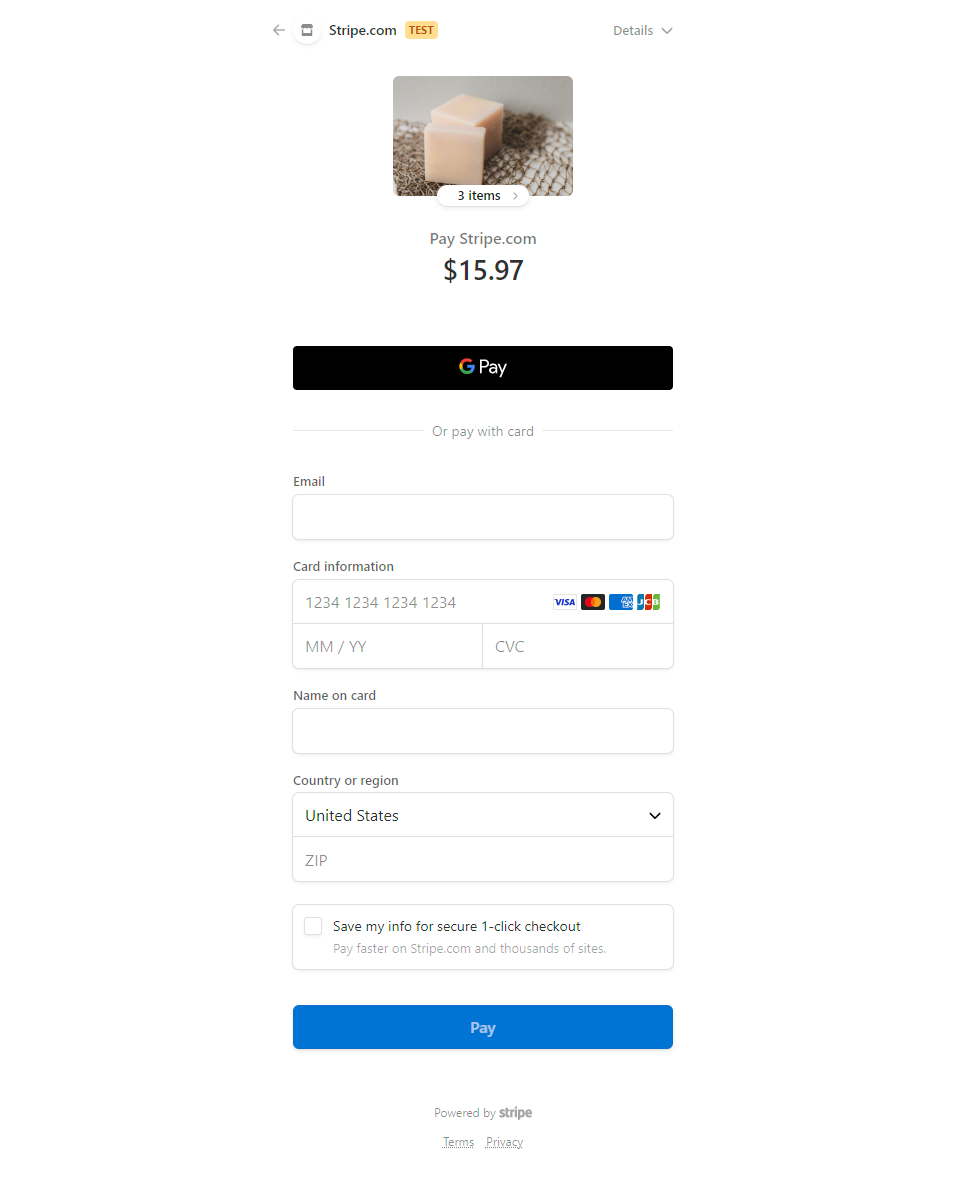 Stripe.com TEST Details
3 items
Pay Stripe.com
$15.97
G Pay
Or pay with card
Email
Card information
1234 1234 1234 1234 VISA AMEX JCB
MM / YY CVC
Name on card
Country or region
United States
ZIP
Save my info for secure 1-click checkout
Pay faster on Stripe.com and thousands of sites.
Pay
Powered by stripe
Terms Privacy